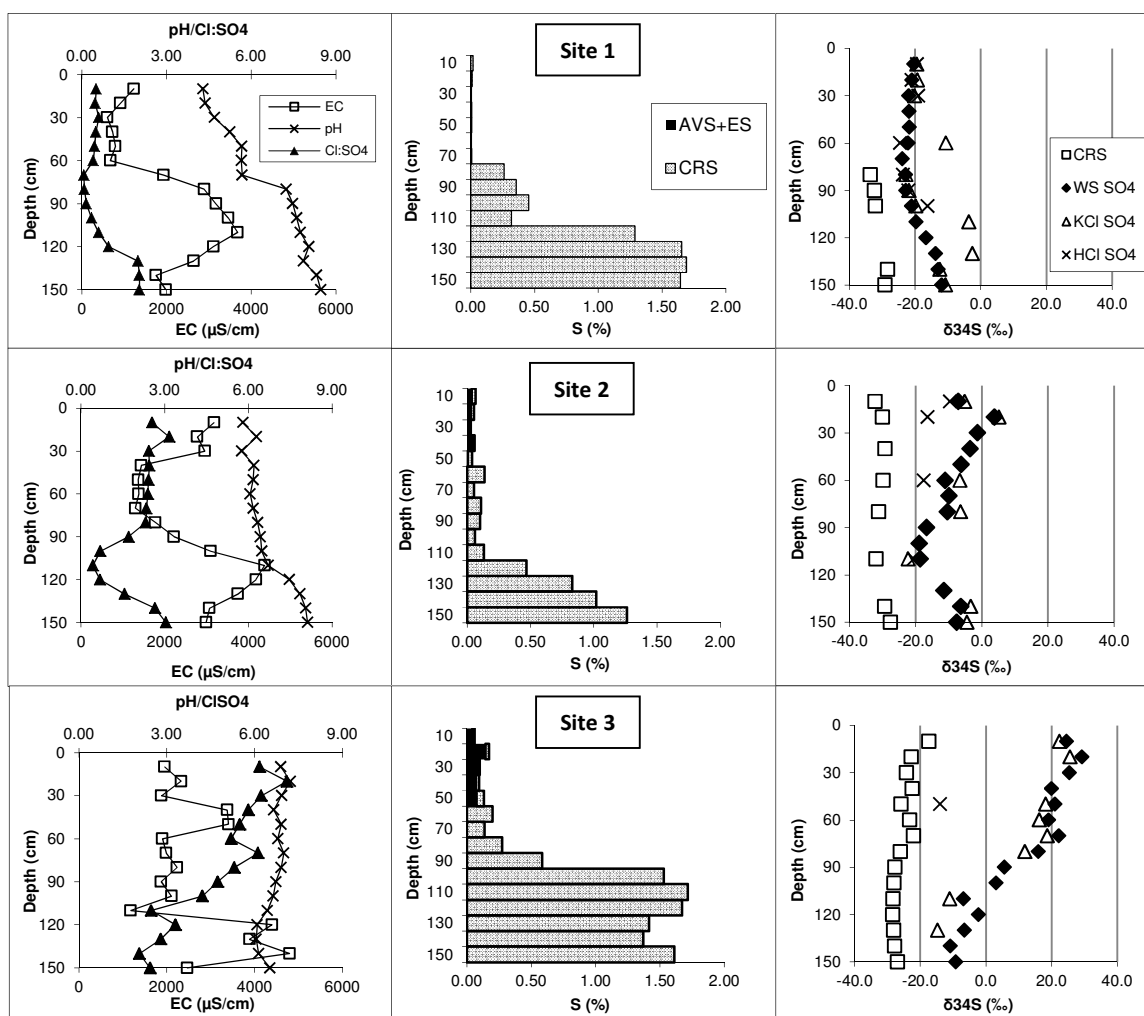 pH/Cl:SO4
0.00 3.00 6.00 9.00
0
30
60
90
120
150
Depth (cm)
EC
pH
Cl:SO4
0 2000 4000 6000
EC (µS/cm)
Site 1
10
30
50
70
90
110
130
150
Depth (cm)
AVS+ES
CRS
0.00 0.50 1.00 1.50 2.00
S (%)
0
30
60
90
120
150
Depth (cm)
CRS
WS SO4
KCl SO4
HCl SO4
-40.0 -20.0 0.0 20.0 40.0
δ34S (‰)
pH/Cl:SO4
0.00 3.00 6.00 9.00
0
30
60
90
120
150
Depth (cm)
0 2000 4000 6000
EC (µS/cm)
Site 2
10
30
50
70
90
110
130
150
Depth (cm)
0.00 0.50 1.00 1.50 2.00
S (%)
0
30
60
90
120
150
Depth (cm)
-40.0 -20.0 0.0 20.0 40.0
δ34S (‰)
pH/ClSO4
0.00 3.00 6.00 9.00
0
30
60
90
120
150
Depth (cm)
0 2000 4000 6000
EC (µS/cm)
Site 3
10
30
50
70
90
110
130
150
Depth (cm)
0.00 0.50 1.00 1.50 2.00
S (%)
0
30
60
90
120
150
Depth (cm)
-40.0 -20.0 0.0 20.0 40.0
δ34S (‰)